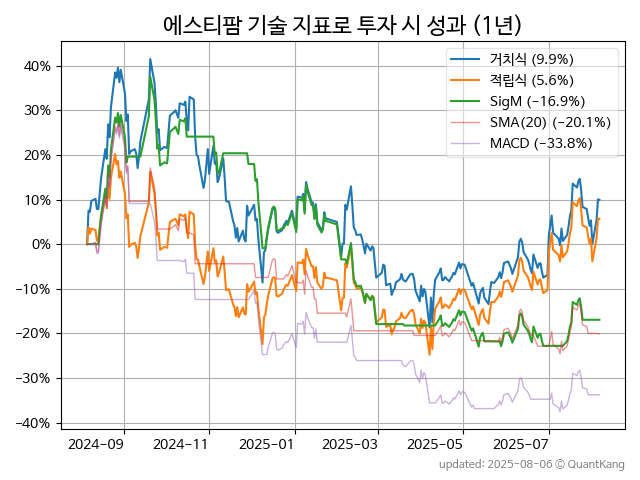 에스티팜 기술 지표로 투자 시 성과 (1년)
거치식 (9.9%)
적립식 (5.6%)
SigM (−16.9%)
SMA(20) (−20.1%)
MACD (−33.8%)
40%
30%
20%
10%
0%
−10%
−20%
−30%
−40%
2024-09 2024-11 2025-01 2025-03 2025-05 2025-07
updated: 2025-08-06 © QuantKang